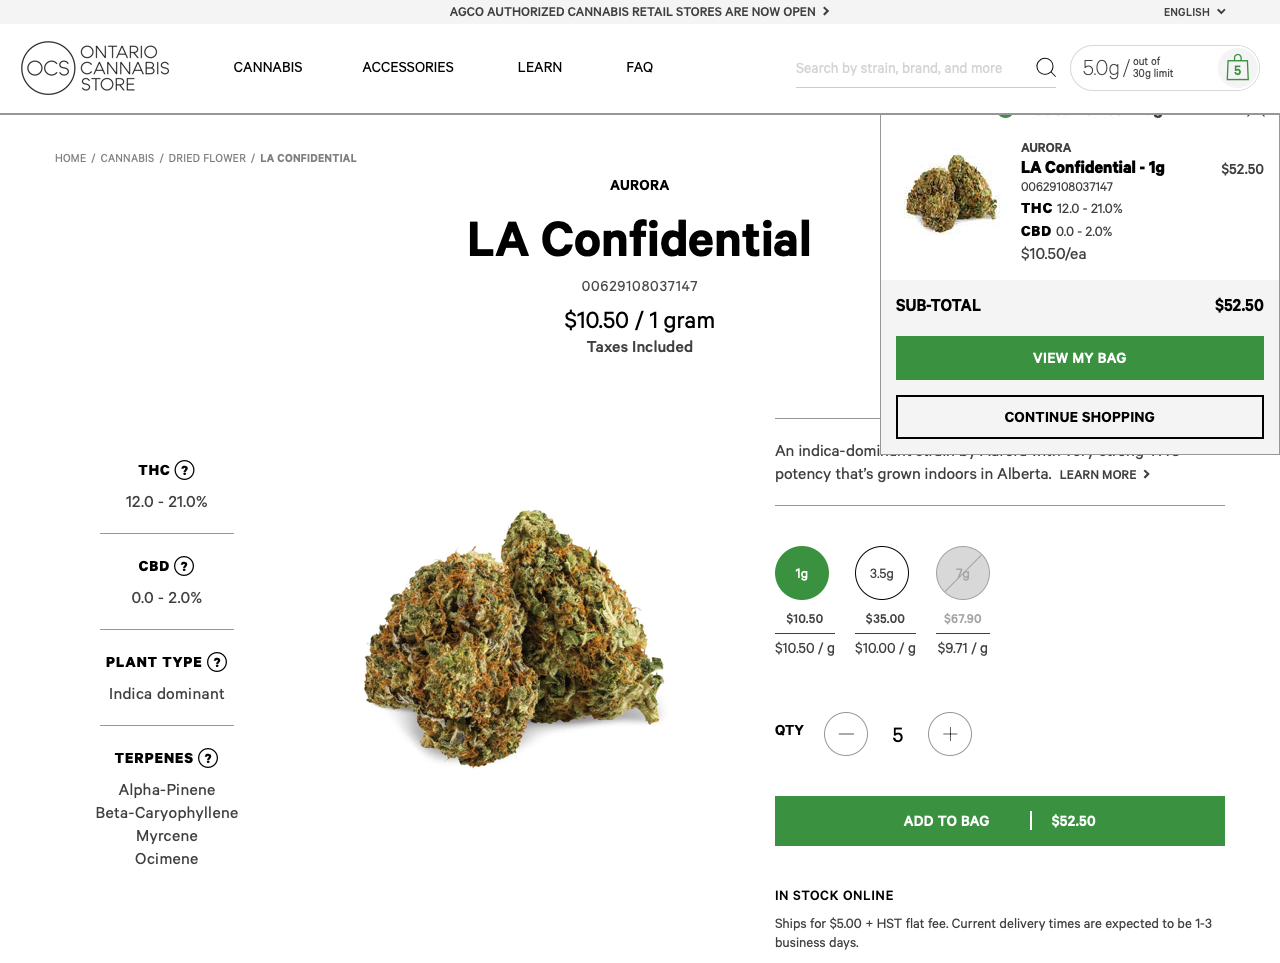 AGCO AUTHORIZED CANNABIS RETAIL STORES ARE NOW OPEN
ENGLISH
OCS
ONTARIO
CANNABIS
STORE
CANNABIS
ACCESSORIES
LEARN
FAQ
Search by strain, brand, and more
5.0g / out of
30g limit
5
HOME / CANNABIS / DRIED FLOWER / LA CONFIDENTIAL
AURORA
LA Confidential
00629108037147
$10.50 / 1 gram
Taxes Included
AURORA
LA Confidential - 1g
$52.50
00629108037147
THC 12.0 - 21.0%
CBD 0.0 - 2.0%
$10.50/ea
SUB-TOTAL
$52.50
VIEW MY BAG
CONTINUE SHOPPING
THC ?
12.0 - 21.0%
CBD ?
0.0 - 2.0%
PLANT TYPE ?
Indica dominant
TERPENES ?
Alpha-Pinene
Beta-Caryophyllene
Myrcene
Ocimene
An indica-dominant
potency that's grown indoors in Alberta. LEARN MORE
1g
3.5g
7g
$10.50
$35.00
$67.90
$10.50 / g
$10.00 / g
$9.71 / g
QTY
5
ADD TO BAG | $52.50
IN STOCK ONLINE
Ships for $5.00 + HST flat fee. Current delivery times are expected to be 1-3
business days.